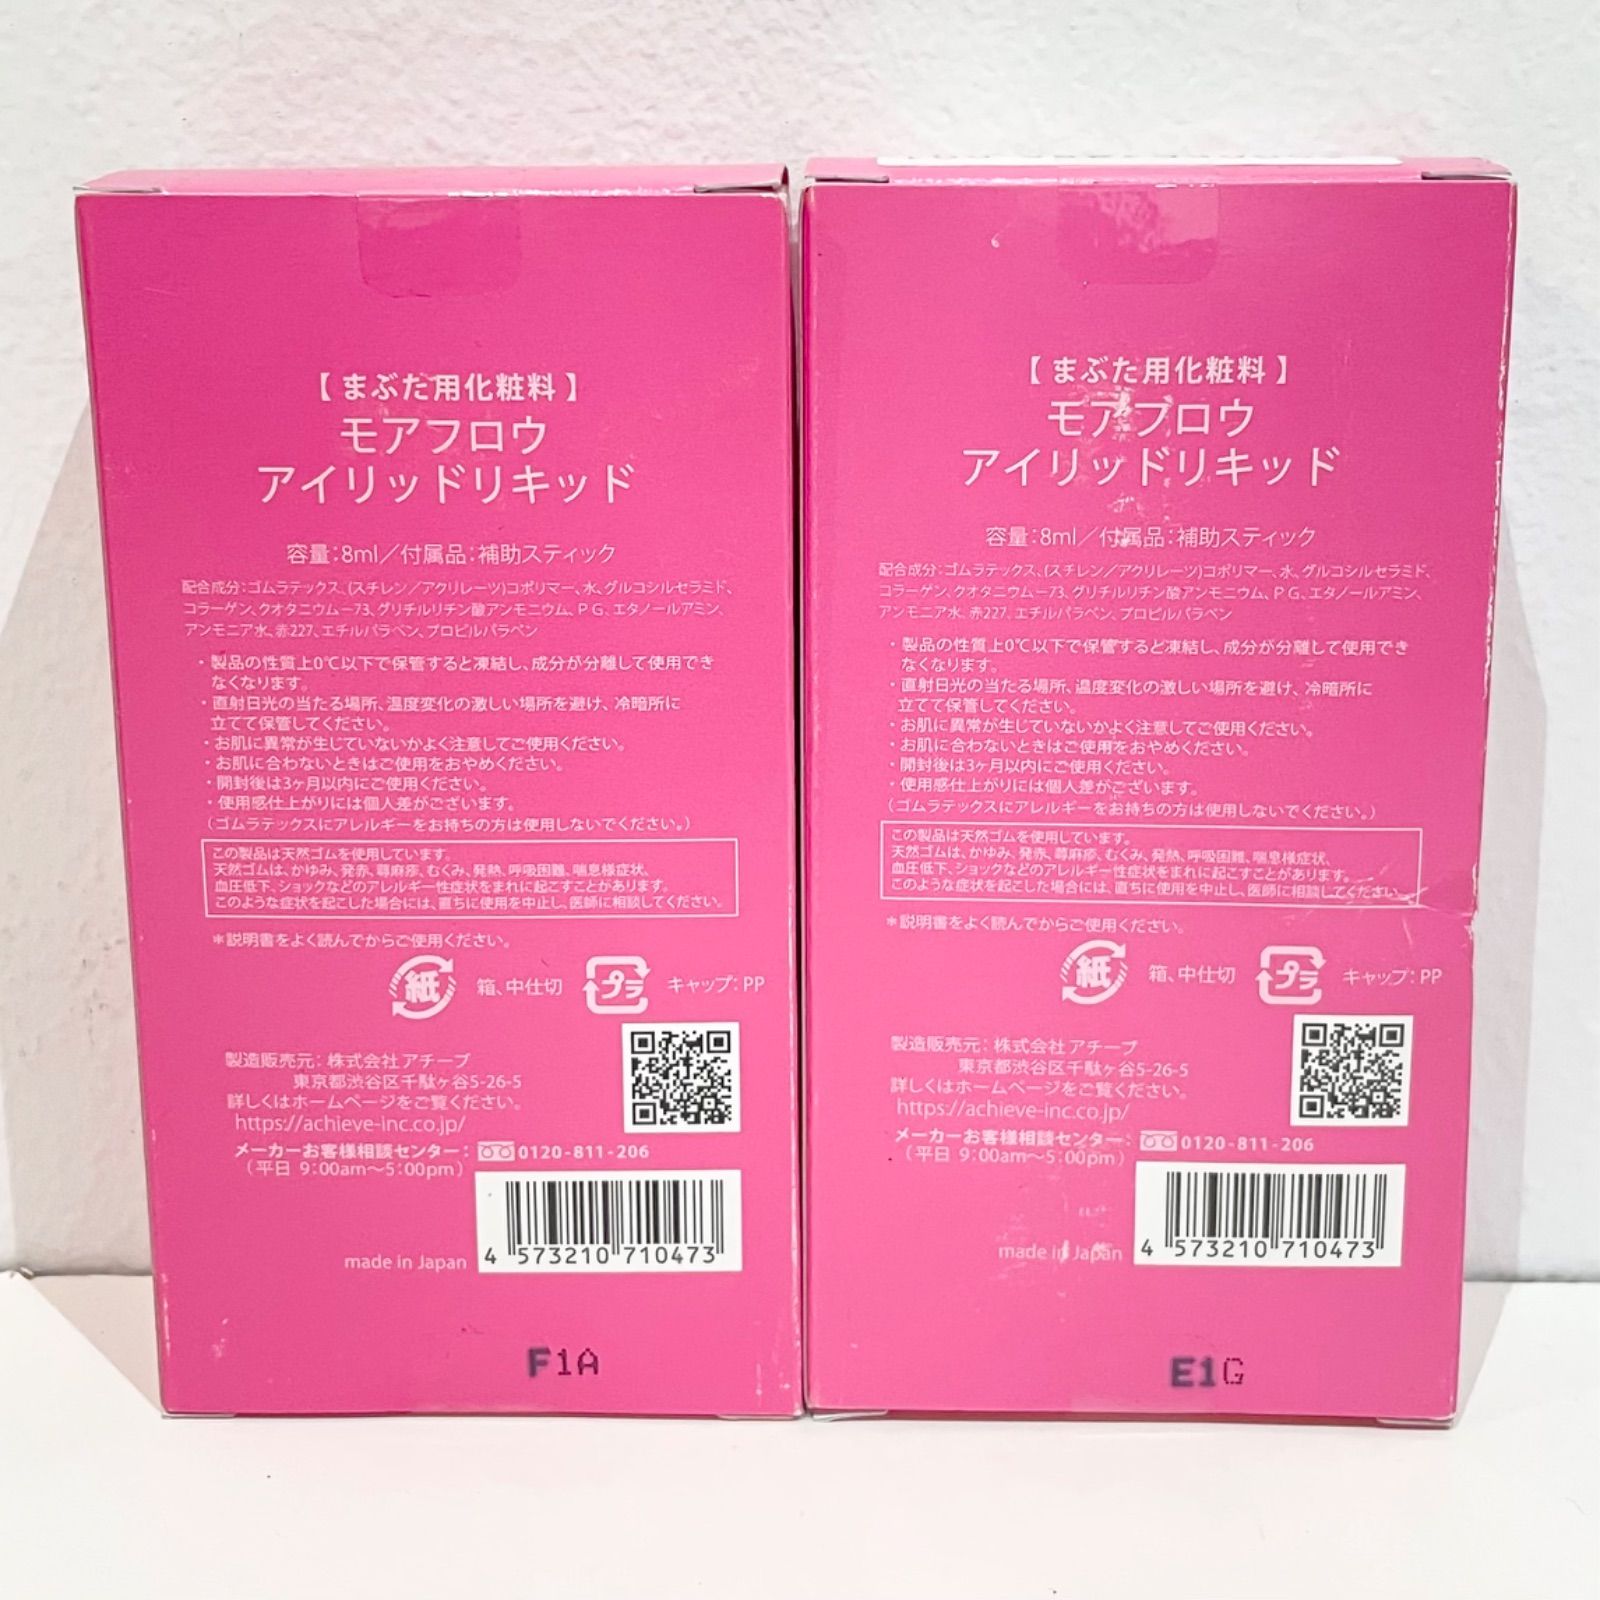 【 まぶた用化粧料 】
モアフロウ
アイリッドリキッド
容量：8ml／付属品：補助スティック
配合成分：ゴムラテックス、(スチレン／アクリレーツ)コポリマー、水、グルコシルセラミド、
コラーゲン、クオタニウム－73、グリチルリチン酸アンモニウム、ＰＧ、エタノールアミン、
アンモニア水、赤227、エチルパラベン、プロピルパラベン
・製品の性質上0℃以下で保管すると凍結し、成分が分離して使用でき
なくなります。
・直射日光の当たる場所、温度変化の激しい場所を避け、冷暗所に
立てて保管してください。
・お肌に異常が生じていないかよく注意してご使用ください。
・お肌に合わないときはご使用をおやめください。
・開封後は3ヶ月以内にご使用ください。
・使用感仕上がりには個人差がございます。
（ゴムラテックスにアレルギーをお持ちの方は使用しないでください。）
この製品は天然ゴムを使用しています。
天然ゴムは、かゆみ、発赤、蕁麻疹、むくみ、発熱、呼吸困難、喘息様症状、
血圧低下、ショックなどのアレルギー性症状をまれに起こすことがあります。
このような症状を起こした場合には、直ちに使用を中止し、医師に相談してください。
＊説明書をよく読んでからご使用ください。
紙 箱、中仕切 プラ キャップ：PP
製造販売元：株式会社 アチーブ
東京都渋谷区千駄ヶ谷5-26-5
詳しくはホームページをご覧ください。
https://achieve-inc.co.jp/
メーカーお客様相談センター：0120-811-206
（平日 9：00am～5：00pm）
made in Japan
4 573210 710473
F1A
【 まぶた用化粧料 】
モアフロウ
アイリッドリキッド
容量：8ml／付属品：補助スティック
配合成分：ゴムラテックス、(スチレン／アクリレーツ)コポリマー、水、グルコシルセラミド、
コラーゲン、クオタニウム－73、グリチルリチン酸アンモニウム、ＰＧ、エタノールアミン、
アンモニア水、赤227、エチルパラベン、プロピルパラベン
・製品の性質上0℃以下で保管すると凍結し、成分が分離して使用でき
なくなります。
・直射日光の当たる場所、温度変化の激しい場所を避け、冷暗所に
立てて保管してください。
・お肌に異常が生じていないかよく注意してご使用ください。
・お肌に合わないときはご使用をおやめください。
・開封後は3ヶ月以内にご使用ください。
・使用感仕上がりには個人差がございます。
（ゴムラテックスにアレルギーをお持ちの方は使用しないでください。）
この製品は天然ゴムを使用しています。
天然ゴムは、かゆみ、発赤、蕁麻疹、むくみ、発熱、呼吸困難、喘息様症状、
血圧低下、ショックなどのアレルギー性症状をまれに起こすことがあります。
このような症状を起こした場合には、直ちに使用を中止し、医師に相談してください。
＊説明書をよく読んでからご使用ください。
紙 箱、中仕切 プラ キャップ：PP
製造販売元：株式会社 アチーブ
東京都渋谷区千駄ヶ谷5-26-5
詳しくはホームページをご覧ください。
https://achieve-inc.co.jp/
メーカーお客様相談センター：0120-811-206
（平日 9：00am～5：00pm）
made in Japan
4 573210 710473
E1G